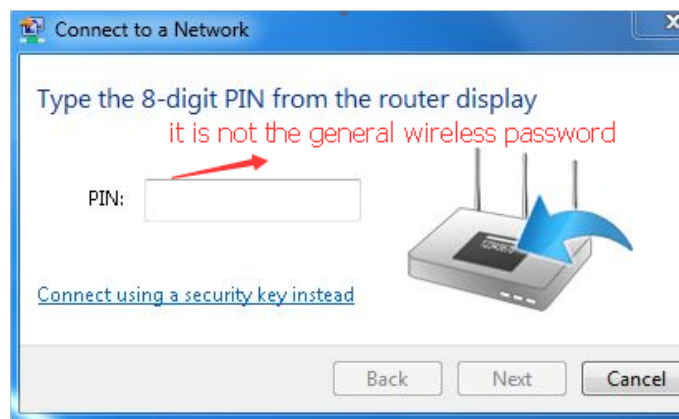 Connect to a Network
X
Type the 8-digit PIN from the router display
it is not the general wireless password
PIN:
12345670
Connect using a security key instead
Back
Next
Cancel